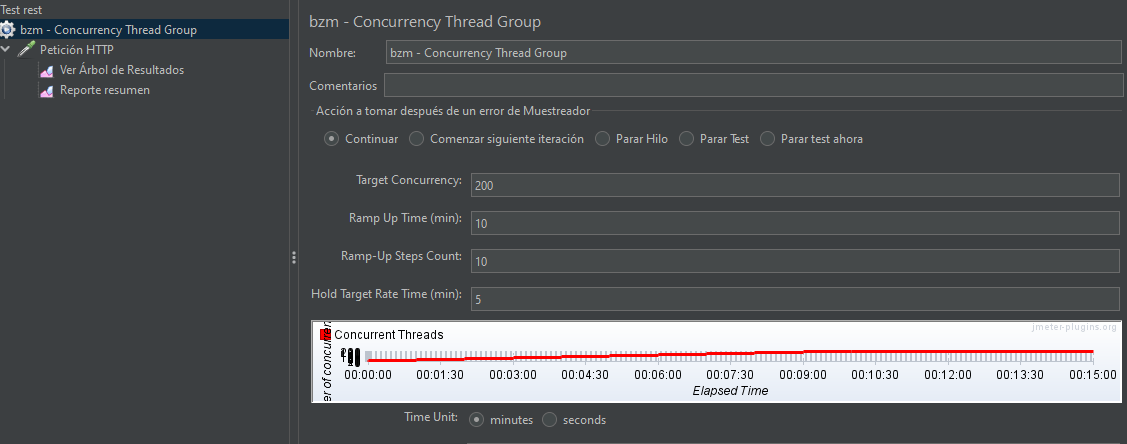 Test rest
bzm - Concurrency Thread Group
Petición HTTP
Ver Árbol de Resultados
Reporte resumen
bzm - Concurrency Thread Group
Nombre: bzm - Concurrency Thread Group
Comentarios
Acción a tomar después de un error de Muestreador
Continuar Comenzar siguiente iteración Parar Hilo Parar Test Parar test ahora
Target Concurrency: 200
Ramp Up Time (min): 10
Ramp-Up Steps Count: 10
Hold Target Rate Time (min): 5
jmeter-plugins.org
Concurrent Threads
er of concurren
00:00:00 00:01:30 00:03:00 00:04:30 00:06:00 00:07:30 00:09:00 00:10:30 00:12:00 00:13:30 00:15:00
Elapsed Time
Time Unit: minutes seconds